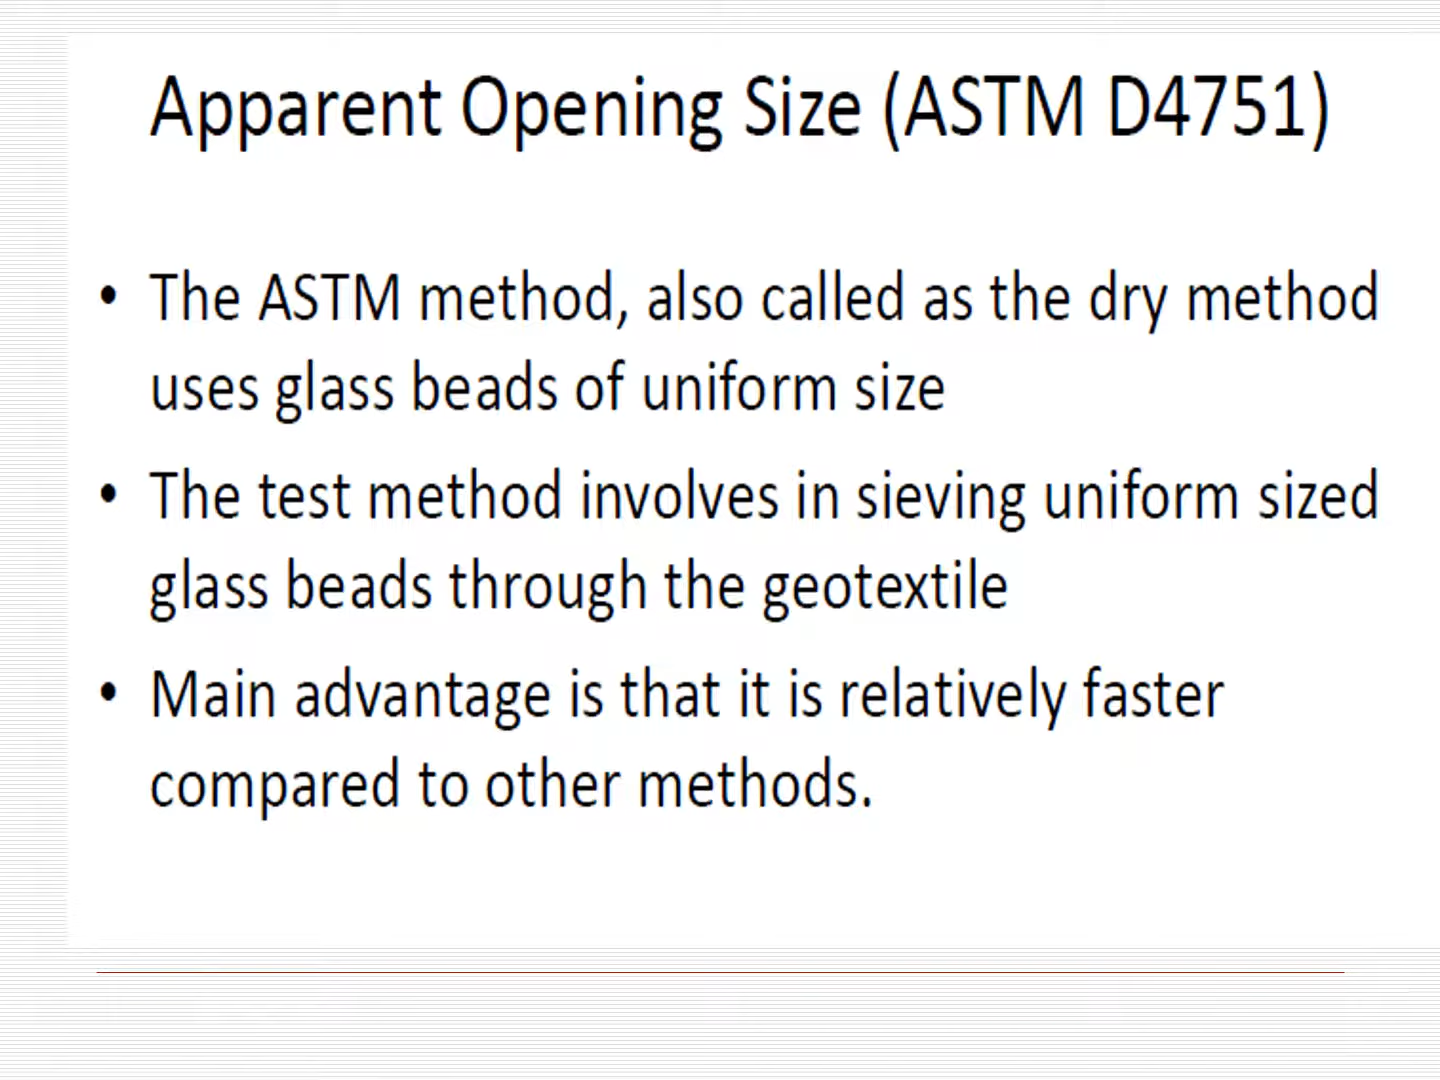 Apparent Opening Size (ASTM D4751)
• The ASTM method, also called as the dry method
uses glass beads of uniform size
• The test method involves in sieving uniform sized
glass beads through the geotextile
• Main advantage is that it is relatively faster
compared to other methods.